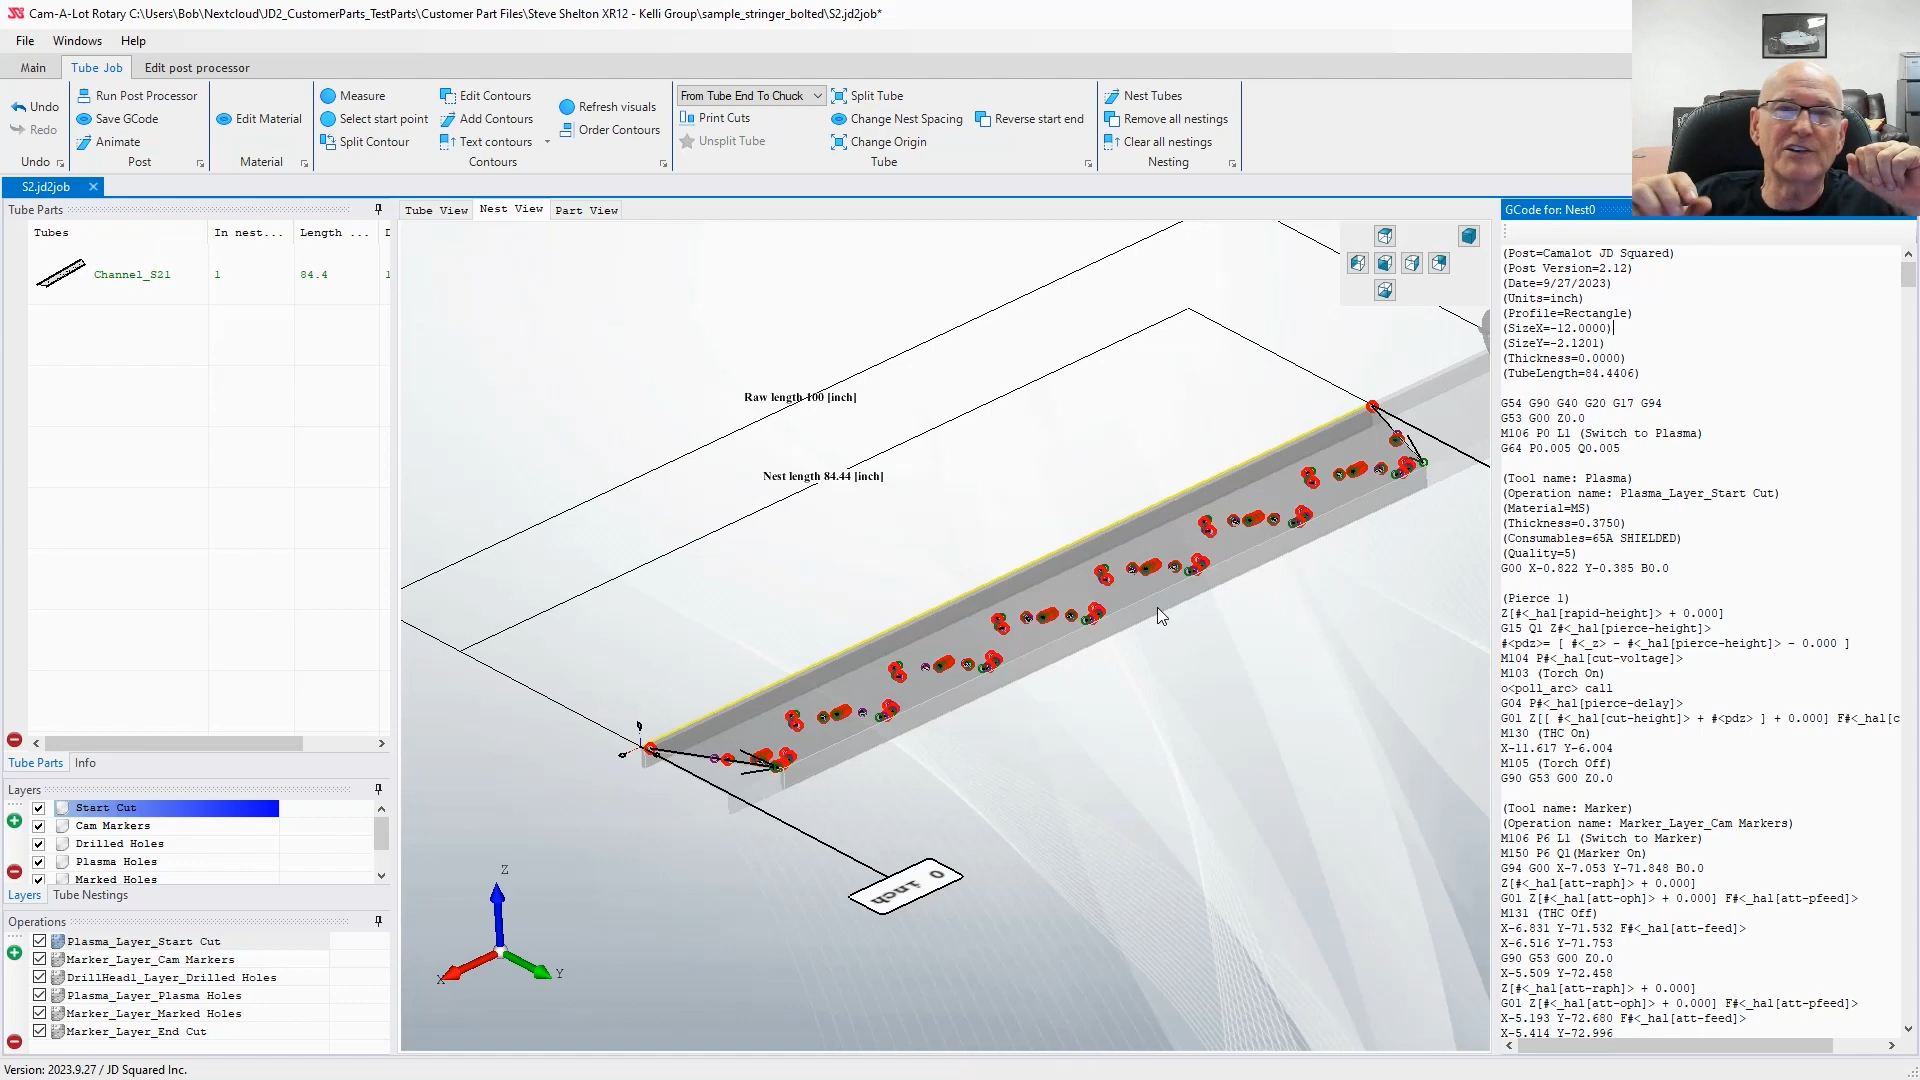 Cam-A-Lot Rotary C:\Users\Bob\Nextcloud\JD2_CustomerParts_TestParts\Customer Part Files\Steve Shelton XR12 - Kelli Group\sample_stringer_bolted\S2.jd2job*
File Windows Help
Main Tube Job Edit post processor
Undo
Redo
Undo
Run Post Processor
Save GCode
Animate
Post
Edit Material
Material
Measure
Select start point
Split Contour
Edit Contours
Add Contours
Text contours
Refresh visuals
Order Contours
Contours
From Tube End To Chuck
Print Cuts
Unsplit Tube
Split Tube
Change Nest Spacing
Change Origin
Reverse start end
Tube
Nest Tubes
Remove all nestings
Clear all nestings
Nesting
S2.jd2job
Tube Parts
Tubes In nest... Length ...
Channel_S21 1 84.4
Tube Parts Info
Layers
Start Cut
Cam Markers
Drilled Holes
Plasma Holes
Marked Holes
Layers Tube Nestings
Operations
Plasma_Layer_Start Cut
Marker_Layer_Cam Markers
DrillHead1_Layer_Drilled Holes
Plasma_Layer_Plasma Holes
Marker_Layer_Marked Holes
Marker_Layer_End Cut
Tube View Nest View Part View
Raw length 100 [inch]
Nest length 84.44 [inch]
0 inch
Z
X
Y
GCode for: Nest0
(Post=Camalot JD Squared)
(Post Version=2.12)
(Date=9/27/2023)
(Units=inch)
(Profile=Rectangle)
(SizeX=-12.0000)
(SizeY=-2.1201)
(Thickness=0.0000)
(TubeLength=84.4406)
G54 G90 G40 G20 G17 G94
G53 G00 Z0.0
M106 P0 L1 (Switch to Plasma)
G64 P0.005 Q0.005
(Tool name: Plasma)
(Operation name: Plasma_Layer_Start Cut)
(Material=MS)
(Thickness=0.3750)
(Consumables=65A SHIELDED)
(Quality=5)
G00 X-0.822 Y-0.385 B0.0
(Pierce 1)
Z[#<_hal[rapid-height]> + 0.000]
G15 Q1 Z#<_hal[pierce-height]>
#<pdz>= [ #<_z> - #<_hal[pierce-height]> - 0.000 ]
M104 P#<_hal[cut-voltage]>
M103 (Torch On)
o<poll_arc> call
G04 P#<_hal[pierce-delay]>
G01 Z[[ #<_hal[cut-height]> + #<pdz> ] + 0.000] F#<_hal[c
M130 (THC On)
X-11.617 Y-6.004
M105 (Torch Off)
G90 G53 G00 Z0.0
(Tool name: Marker)
(Operation name: Marker_Layer_Cam Markers)
M106 P6 L1 (Switch to Marker)
M150 P6 Q1(Marker On)
G94 G00 X-7.053 Y-71.848 B0.0
Z[#<_hal[att-raph]> + 0.000]
G01 Z[#<_hal[att-oph]> + 0.000] F#<_hal[att-pfeed]>
M131 (THC Off)
X-6.831 Y-71.532 F#<_hal[att-feed]>
X-6.516 Y-71.753
G90 G53 G00 Z0.0
X-5.509 Y-72.458
Z[#<_hal[att-raph]> + 0.000]
G01 Z[#<_hal[att-oph]> + 0.000] F#<_hal[att-pfeed]>
X-5.193 Y-72.680 F#<_hal[att-feed]>
X-5.414 Y-72.996
Version: 2023.9.27 / JD Squared Inc.